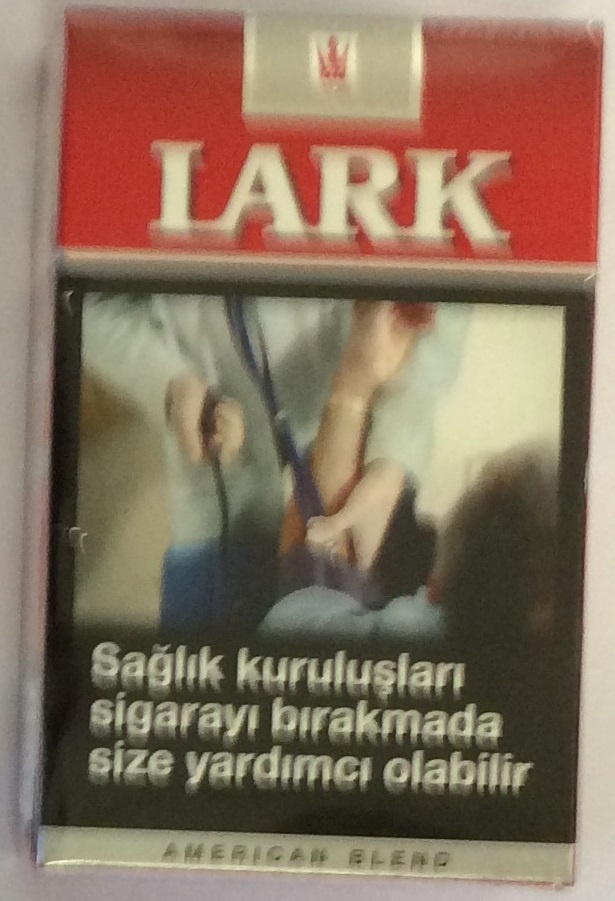 LARK
Sağlık kuruluşları
sigarayı bırakmada
size yardımcı olabilir
AMERICAN BLEND